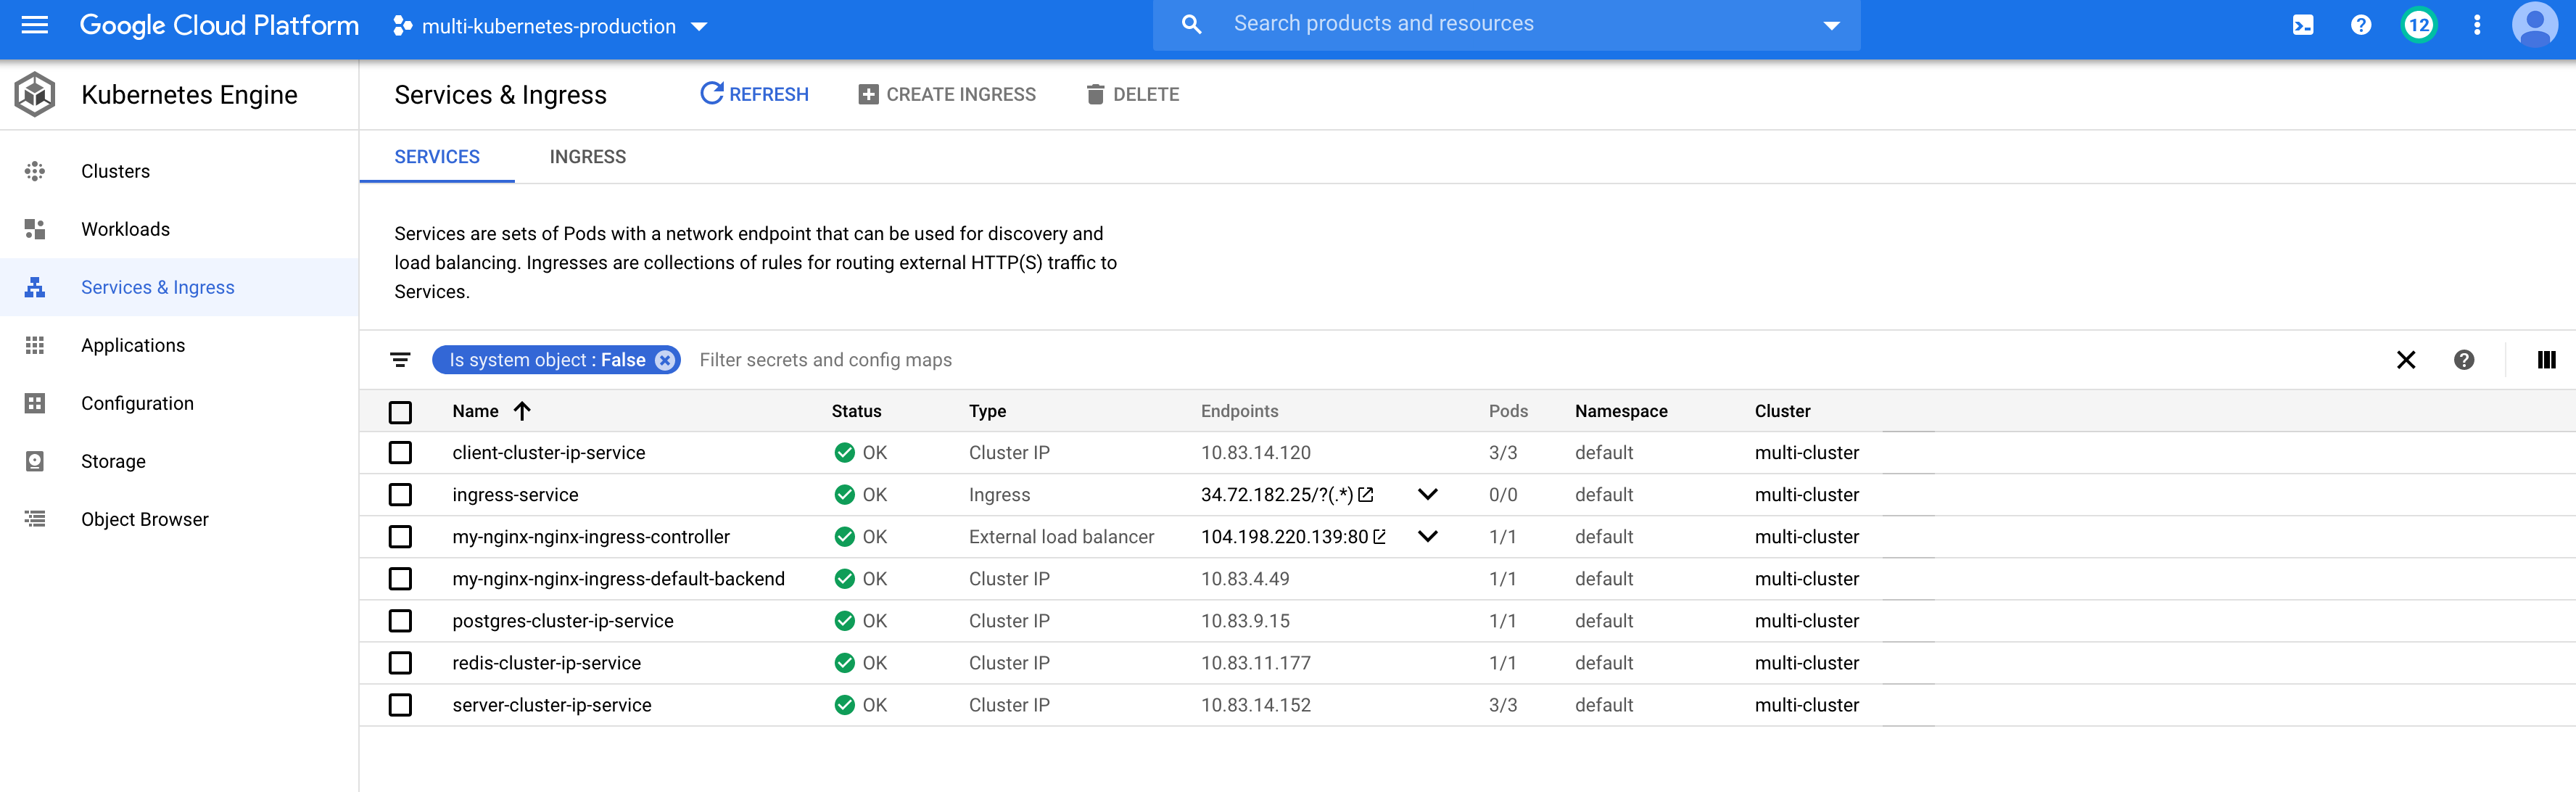 Google Cloud Platform
multi-kubernetes-production
Search products and resources
12
Kubernetes Engine
Services & Ingress
REFRESH
CREATE INGRESS
DELETE
Clusters
Workloads
Services & Ingress
Applications
Configuration
Storage
Object Browser
SERVICES
INGRESS
Services are sets of Pods with a network endpoint that can be used for discovery and
load balancing. Ingresses are collections of rules for routing external HTTP(S) traffic to
Services.
Is system object : False
Filter secrets and config maps
Name Status Type Endpoints Pods Namespace Cluster
client-cluster-ip-service OK Cluster IP 10.83.14.120 3/3 default multi-cluster
ingress-service OK Ingress 34.72.182.25/?(.*) 0/0 default multi-cluster
my-nginx-nginx-ingress-controller OK External load balancer 104.198.220.139:80 1/1 default multi-cluster
my-nginx-nginx-ingress-default-backend OK Cluster IP 10.83.4.49 1/1 default multi-cluster
postgres-cluster-ip-service OK Cluster IP 10.83.9.15 1/1 default multi-cluster
redis-cluster-ip-service OK Cluster IP 10.83.11.177 1/1 default multi-cluster
server-cluster-ip-service OK Cluster IP 10.83.14.152 3/3 default multi-cluster